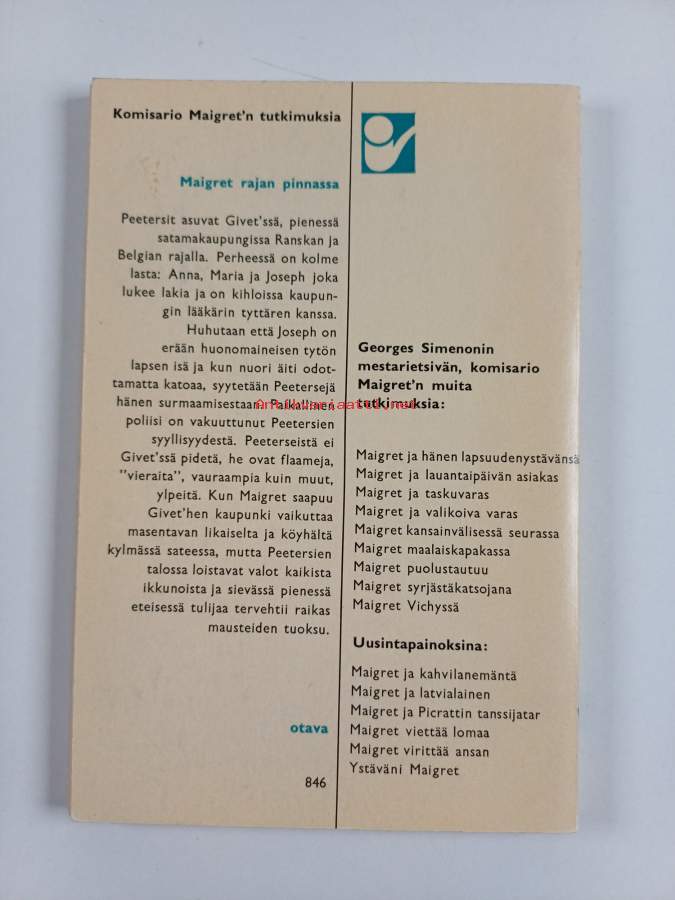 Komisario Maigret'n tutkimuksia
Maigret rajan pinnassa
Peetersit asuvat Givet'ssä, pienessä
satamakaupungissa Ranskan ja
Belgian rajalla. Perheessä on kolme
lasta: Anna, Maria ja Joseph joka
lukee lakia ja on kihloissa kaupun-
gin lääkärin tyttären kanssa.
Huhutaan että Joseph on
erään huonomaineisen tytön
lapsen isä ja kun nuori äiti odot-
tamatta katoaa, syytetään Peetersejä
hänen surmaamisestaan. Paikallinen
poliisi on vakuuttunut Peetersien
syyllisyydestä. Peeterseistä ei
Givet'ssä pidetä, he ovat flaameja,
"vieraita", vauraampia kuin muut,
ylpeitä. Kun Maigret saapuu
Givet'hen kaupunki vaikuttaa
masentavan likaiselta ja köyhältä
kylmässä sateessa, mutta Peetersien
talossa loistavat valot kaikista
ikkunoista ja sievässä pienessä
eteisessä tulijaa tervehtii raikas
mausteiden tuoksu.
otava
846
Georges Simenonin
mestarietsivän, komisario
Maigret'n muita
tutkimuksia:
Maigret ja hänen lapsuudenystävänsä
Maigret ja lauantaipäivän asiakas
Maigret ja taskuvaras
Maigret ja valikoiva varas
Maigret kansainvälisessä seurassa
Maigret maalaiskapakassa
Maigret puolustautuu
Maigret syrjästäkatsojana
Maigret Vichyssä
Uusintapainoksina:
Maigret ja kahvilanemäntä
Maigret ja latvialainen
Maigret ja Picrattin tanssijatar
Maigret viettää lomaa
Maigret virittää ansan
Ystäväni Maigret
Antikvariaatti.net